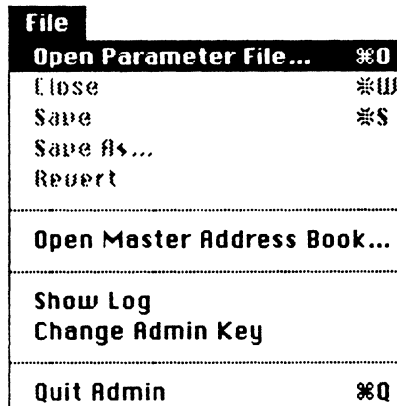 File
Open Parameter File... ⌘O
Close ⌘W
Save ⌘S
Save As...
Revert
Open Master Address Book...
Show Log
Change Admin Key
Quit Admin ⌘Q